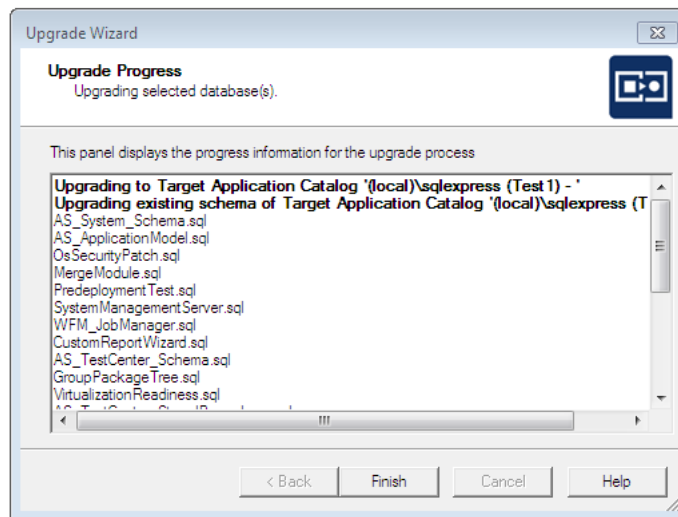 Upgrade Wizard
Upgrade Progress
Upgrading selected database(s).
This panel displays the progress information for the upgrade process
Upgrading to Target Application Catalog '(local)\sqlexpress (Test1) - '
Upgrading existing schema of Target Application Catalog '(local)\sqlexpress (T
AS_System_Schema.sql
AS_ApplicationModel.sql
OsSecurityPatch.sql
MergeModule.sql
PredeploymentTest.sql
SystemManagementServer.sql
WFM_JobManager.sql
CustomReportWizard.sql
AS_TestCenter_Schema.sql
GroupPackageTree.sql
VirtualizationReadiness.sql
< Back Finish Cancel Help